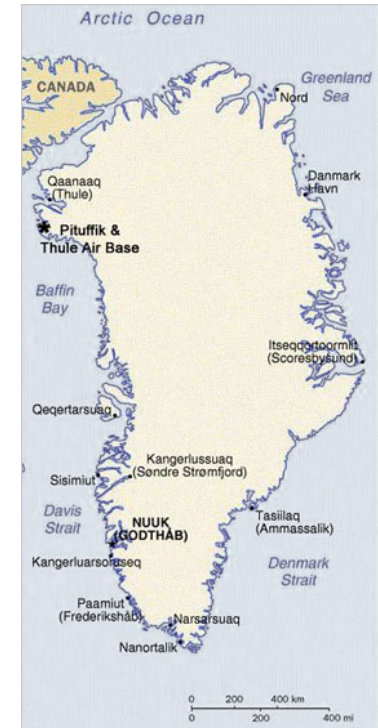 Arctic Ocean
CANADA
Greenland
Sea
Nord
Qaanaaq
(Thule)
Danmark
Havn
* Pituffik &
Thule Air Base
Baffin
Bay
Itseqqortoormiit
(Scoresbysund)
Qeqertarsuaq
Kangerlussuaq
(Søndre Strømfjord)
Sisimiut
Davis
Strait
NUUK
(GODTHÅB)
Tasiilaq
(Ammassalik)
Kangerluarsoruseq
Denmark
Strait
Paamiut
(Frederikshåb)
Narsarsuaq
Nanortalik
0 200 400 km
0 200 400 mi